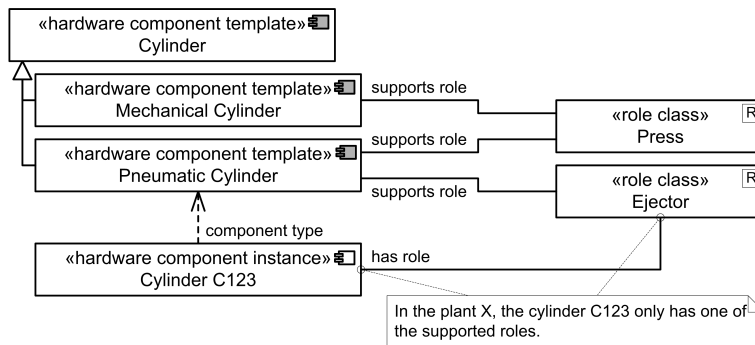 «hardware component template»
Cylinder
«hardware component template»
Mechanical Cylinder
supports role
«role class»
Press
R
supports role
«hardware component template»
Pneumatic Cylinder
supports role
«role class»
Ejector
R
component type
«hardware component instance»
Cylinder C123
has role
In the plant X, the cylinder C123 only has one of
the supported roles.